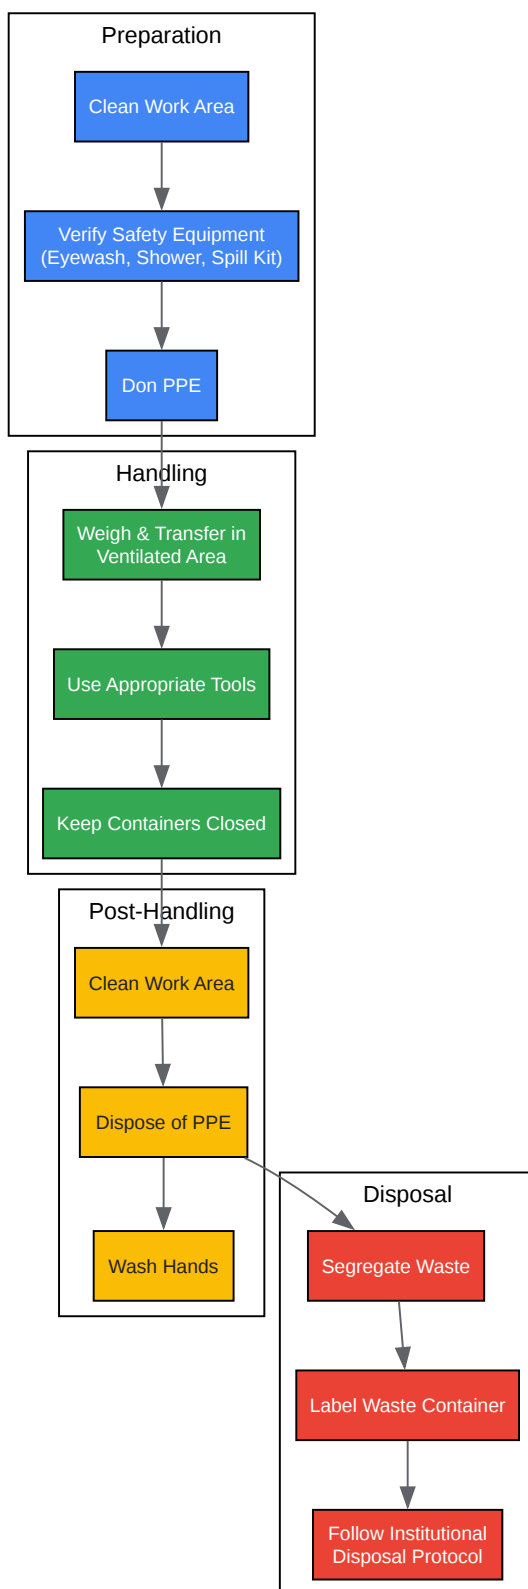 Preparation
Clean Work Area
Verify Safety Equipment
(Eyewash, Shower, Spill Kit)
Don PPE
Handling
Weigh & Transfer in
Ventilated Area
Use Appropriate Tools
Keep Containers Closed
Post-Handling
Clean Work Area
Dispose of PPE
Wash Hands
Disposal
Segregate Waste
Label Waste Container
Follow Institutional
Disposal Protocol